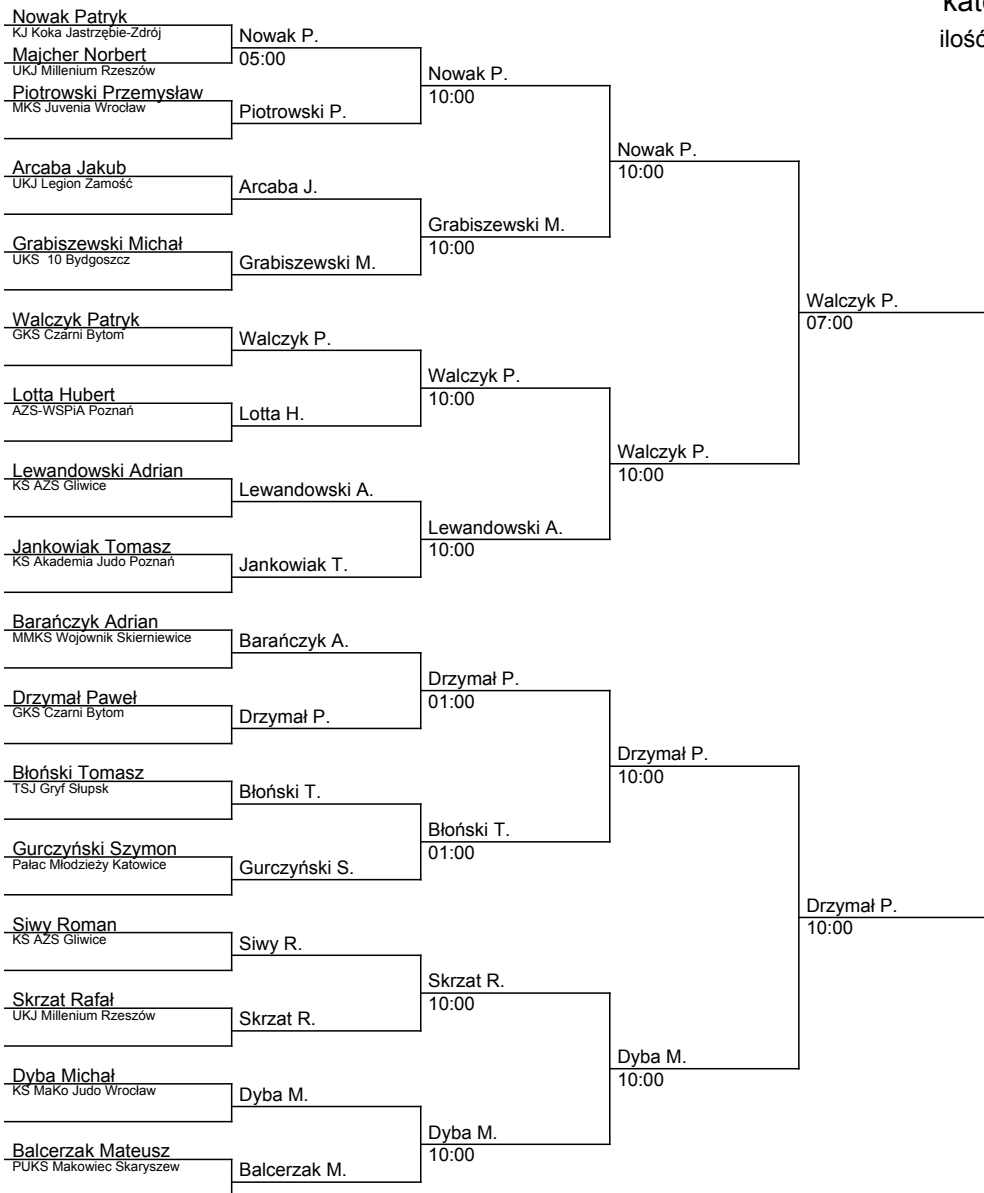 kat
ilość
Nowak Patryk
KJ Koka Jastrzębie-Zdrój
Majcher Norbert
UKJ Millenium Rzeszów
Piotrowski Przemysław
MKS Juvenia Wrocław
Arcaba Jakub
UKJ Legion Zamość
Grabiszewski Michał
UKS 10 Bydgoszcz
Walczyk Patryk
GKS Czarni Bytom
Lotta Hubert
AZS-WSPiA Poznań
Lewandowski Adrian
KS AZS Gliwice
Jankowiak Tomasz
KS Akademia Judo Poznań
Barańczyk Adrian
MMKS Wojownik Skierniewice
Drzymał Paweł
GKS Czarni Bytom
Błoński Tomasz
TSJ Gryf Słupsk
Gurczyński Szymon
Pałac Młodzieży Katowice
Siwy Roman
KS AZS Gliwice
Skrzat Rafał
UKJ Millenium Rzeszów
Dyba Michał
KS MaKo Judo Wrocław
Balcerzak Mateusz
PUKS Makowiec Skaryszew
Nowak P.
05:00
Piotrowski P.
Arcaba J.
Grabiszewski M.
Walczyk P.
Lotta H.
Lewandowski A.
Jankowiak T.
Barańczyk A.
Drzymał P.
Błoński T.
Gurczyński S.
Siwy R.
Skrzat R.
Dyba M.
Balcerzak M.
Nowak P.
10:00
Grabiszewski M.
10:00
Walczyk P.
10:00
Lewandowski A.
10:00
Drzymał P.
01:00
Błoński T.
01:00
Skrzat R.
10:00
Dyba M.
10:00
Nowak P.
10:00
Walczyk P.
10:00
Drzymał P.
10:00
Dyba M.
10:00
Walczyk P.
07:00
Drzymał P.
10:00